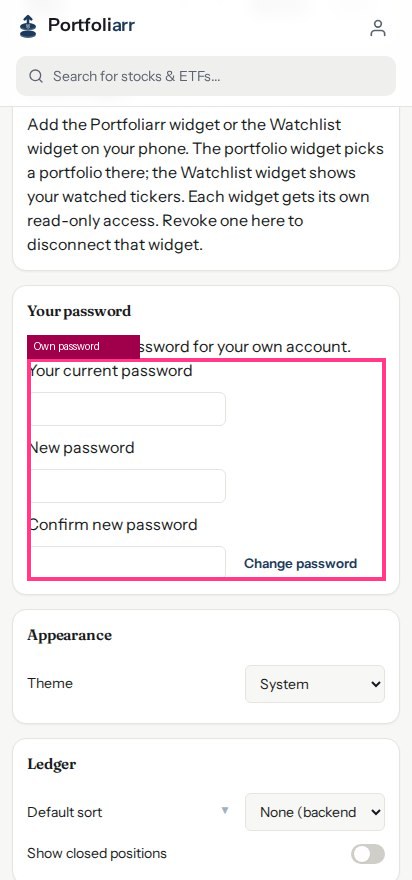 Portfoliarr
Search for stocks & ETFs...
Add the Portfoliarr widget or the Watchlist
widget on your phone. The portfolio widget picks
a portfolio there; the Watchlist widget shows
your watched tickers. Each widget gets its own
read-only access. Revoke one here to
disconnect that widget.
Your password
Own password
ssword for your own account.
Your current password
New password
Confirm new password
Change password
Appearance
Theme
System
Ledger
Default sort
▼
None (backend
Show closed positions